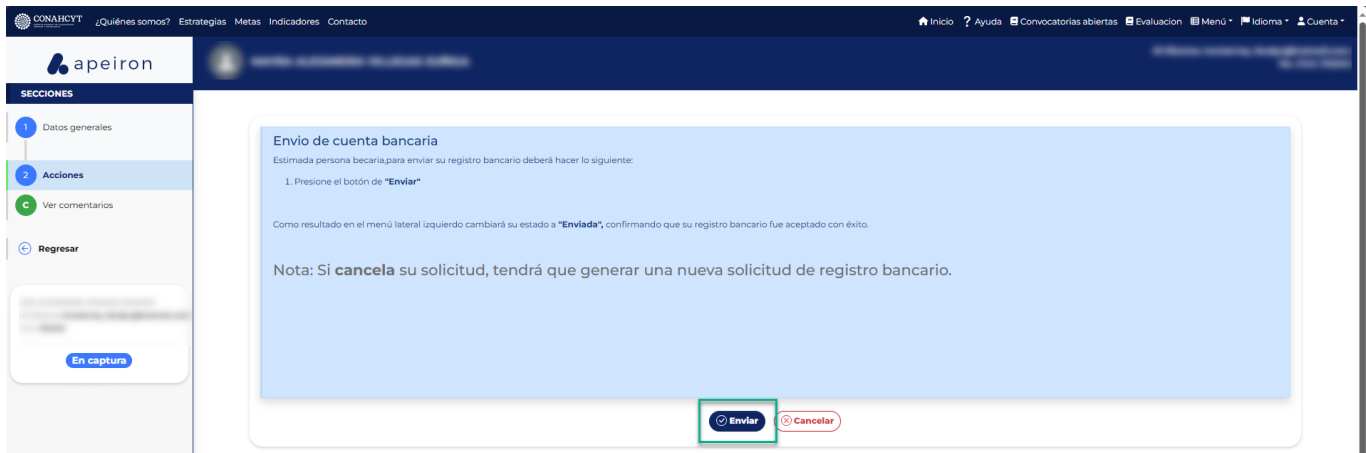 CONAHCYT
¿Quiénes somos? Estrategias Metas Indicadores Contacto
Inicio ? Ayuda Convocatorias abiertas Evaluacion Menú Idioma Cuenta
apeiron
SECCIONES
1 Datos generales
2 Acciones
C Ver comentarios
Regresar
En captura
Envio de cuenta bancaria
Estimada persona becaria,para enviar su registro bancario deberá hacer lo siguiente:
1. Presione el botón de "Enviar"
Como resultado en el menú lateral izquierdo cambiará su estado a "Enviada", confirmando que su registro bancario fue aceptado con éxito.
Nota: Si cancela su solicitud, tendrá que generar una nueva solicitud de registro bancario.
Enviar
Cancelar